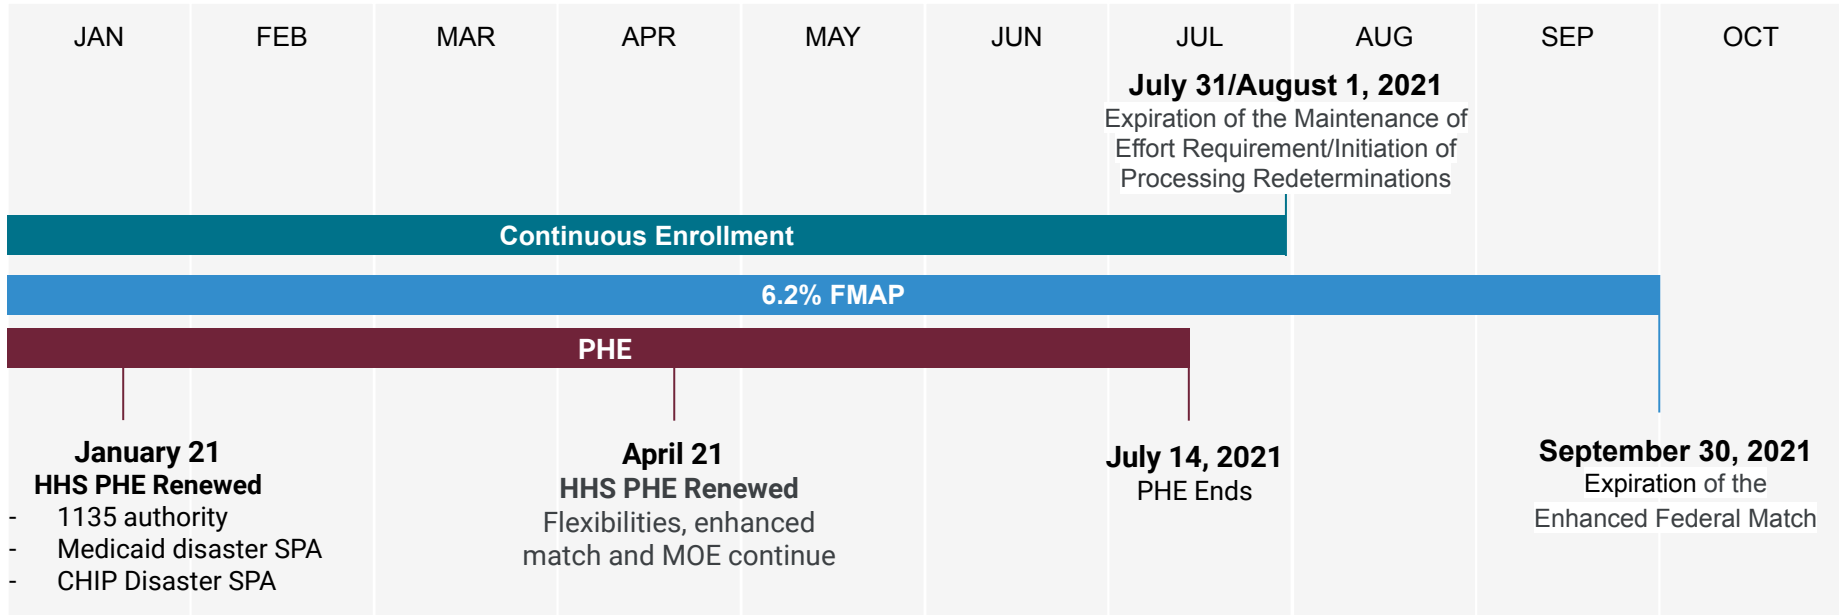 JAN FEB MAR APR MAY JUN JUL AUG SEP OCT
July 31/August 1, 2021
Expiration of the Maintenance of
Effort Requirement/Initiation of
Processing Redeterminations
Continuous Enrollment
6.2% FMAP
PHE
January 21
HHS PHE Renewed
- 1135 authority
- Medicaid disaster SPA
- CHIP Disaster SPA
April 21
HHS PHE Renewed
Flexibilities, enhanced
match and MOE continue
July 14, 2021
PHE Ends
September 30, 2021
Expiration of the
Enhanced Federal Match